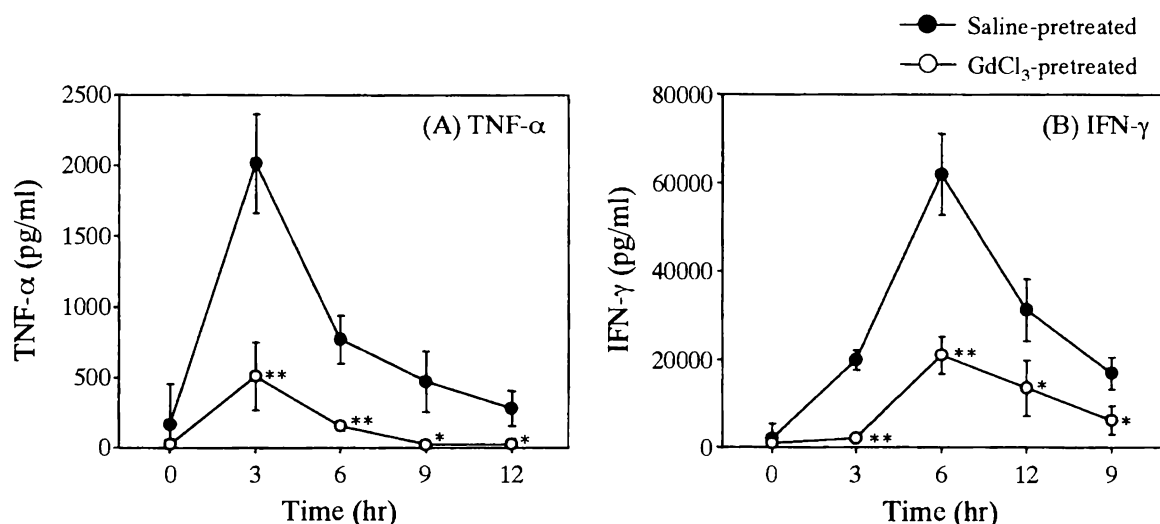 Saline-pretreated
GdCl₃-pretreated
(A) TNF-α
TNF-α (pg/ml)
2500
2000
1500
1000
500
0
** ** * *
0 3 6 9 12
Time (hr)
(B) IFN-γ
IFN-γ (pg/ml)
80000
60000
40000
20000
0
** ** * *
0 3 6 12 9
Time (hr)